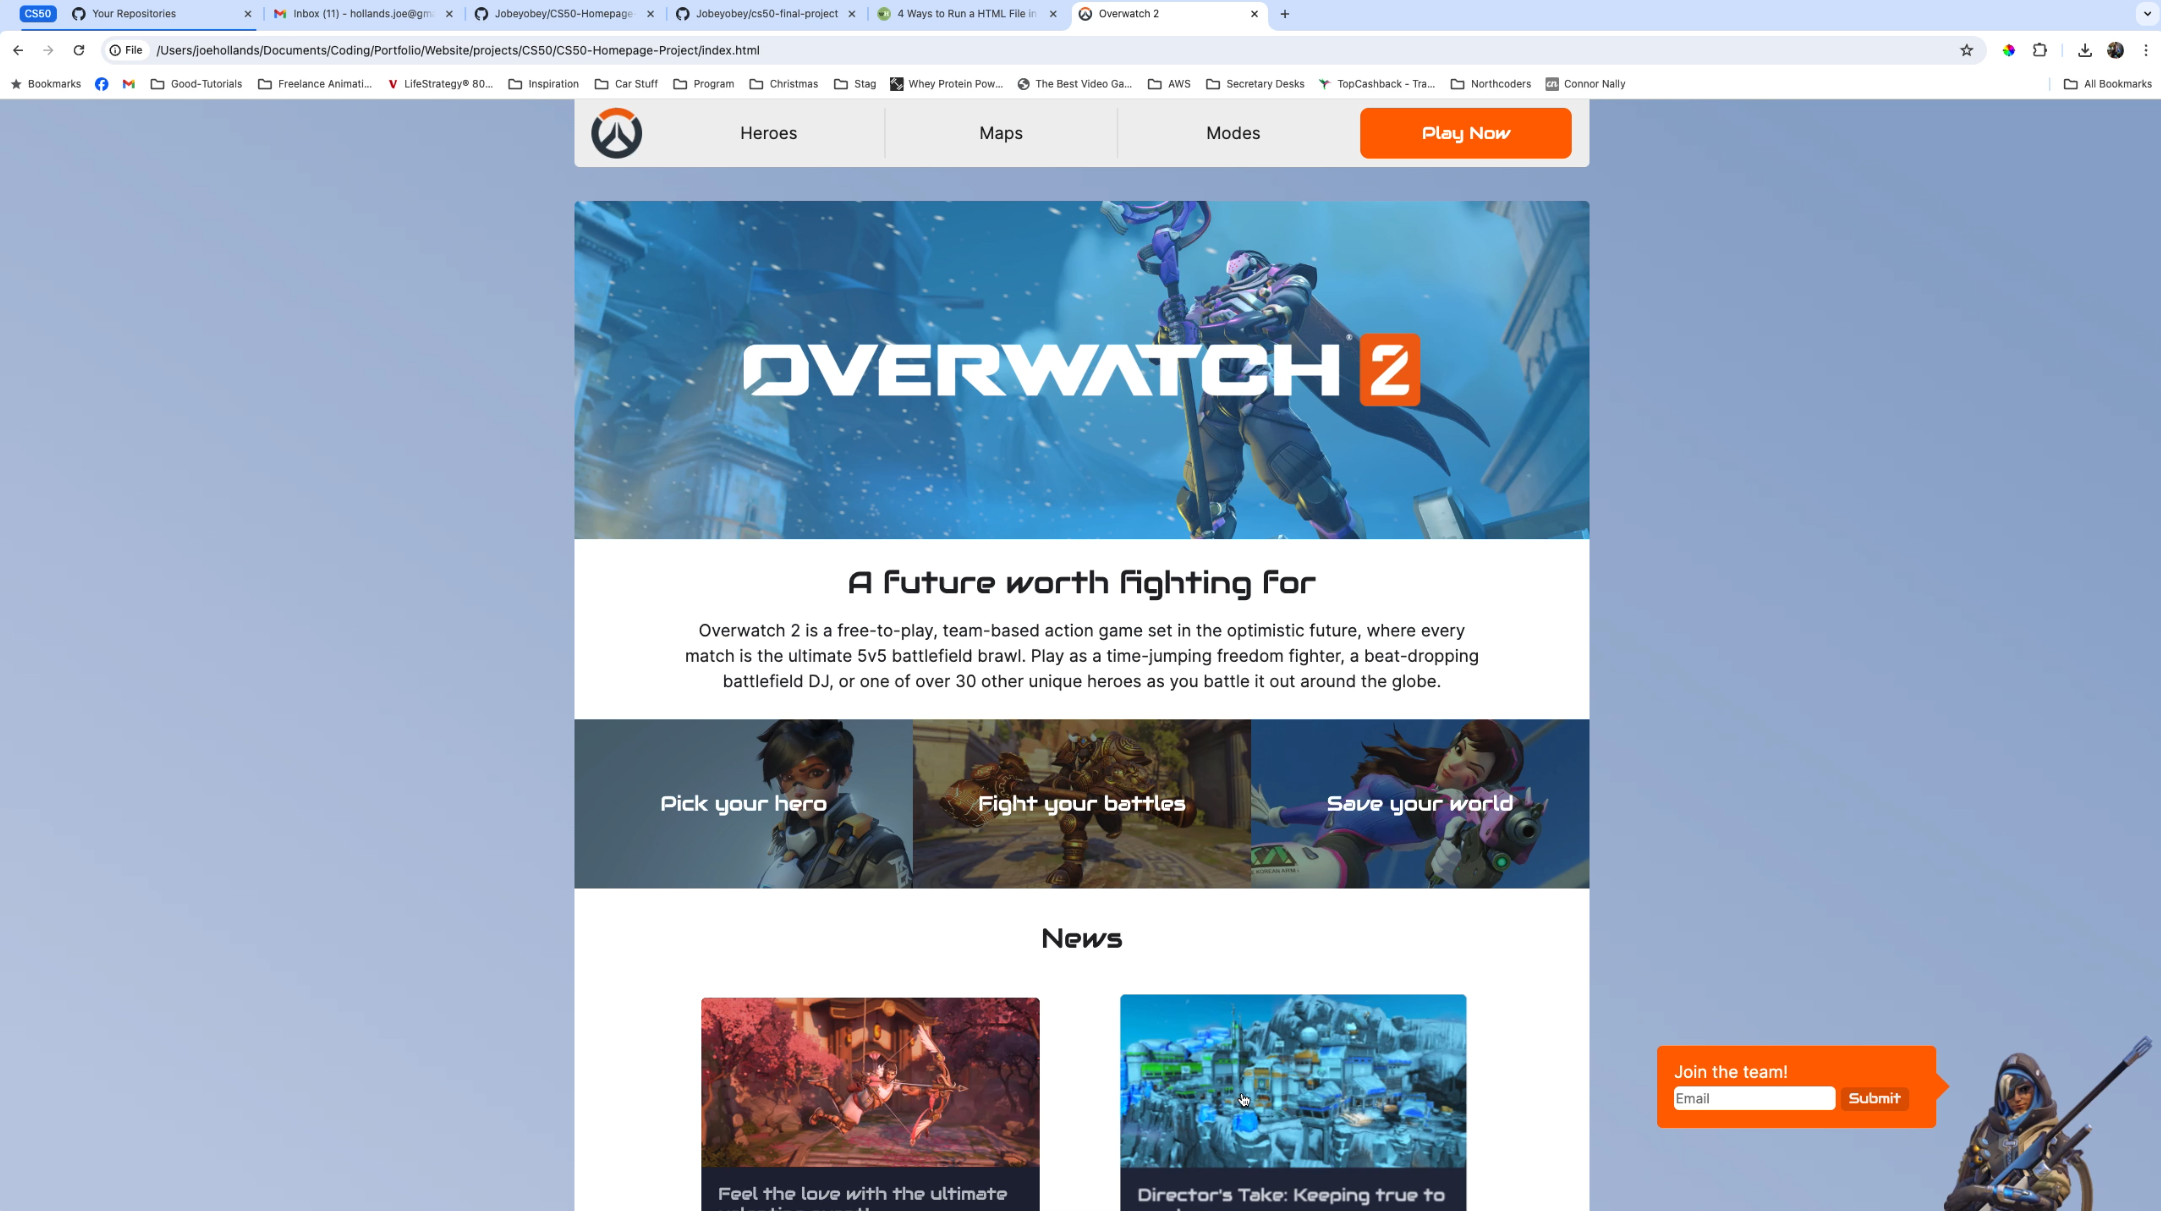 CS50
Your Repositories
Inbox (11) - hollands.joe@gm
Jobeyobey/CS50-Homepage-
Jobeyobey/cs50-final-project
4 Ways to Run a HTML File in
Overwatch 2
File
/Users/joehollands/Documents/Coding/Portfolio/Website/projects/CS50/CS50-Homepage-Project/index.html
Bookmarks
Good-Tutorials
Freelance Animati...
LifeStrategy® 80...
Inspiration
Car Stuff
Program
Christmas
Stag
Whey Protein Pow...
The Best Video Ga...
AWS
Secretary Desks
TopCashback - Tra...
Northcoders
Connor Nally
All Bookmarks
Heroes
Maps
Modes
Play Now
OVERWATCH® 2
A future worth fighting for
Overwatch 2 is a free-to-play, team-based action game set in the optimistic future, where every
match is the ultimate 5v5 battlefield brawl. Play as a time-jumping freedom fighter, a beat-dropping
battlefield DJ, or one of over 30 other unique heroes as you battle it out around the globe.
Pick your hero
Fight your battles
Save your world
News
Join the team!
Email
Submit
Feel the love with the ultimate
Director's Take: Keeping true to